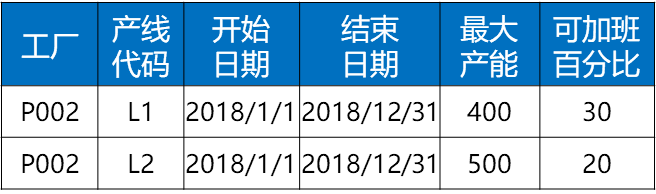 工厂 产线代码 开始日期 结束日期 最大产能 可加班百分比
P002 L1 2018/1/1 2018/12/31 400 30
P002 L2 2018/1/1 2018/12/31 500 20